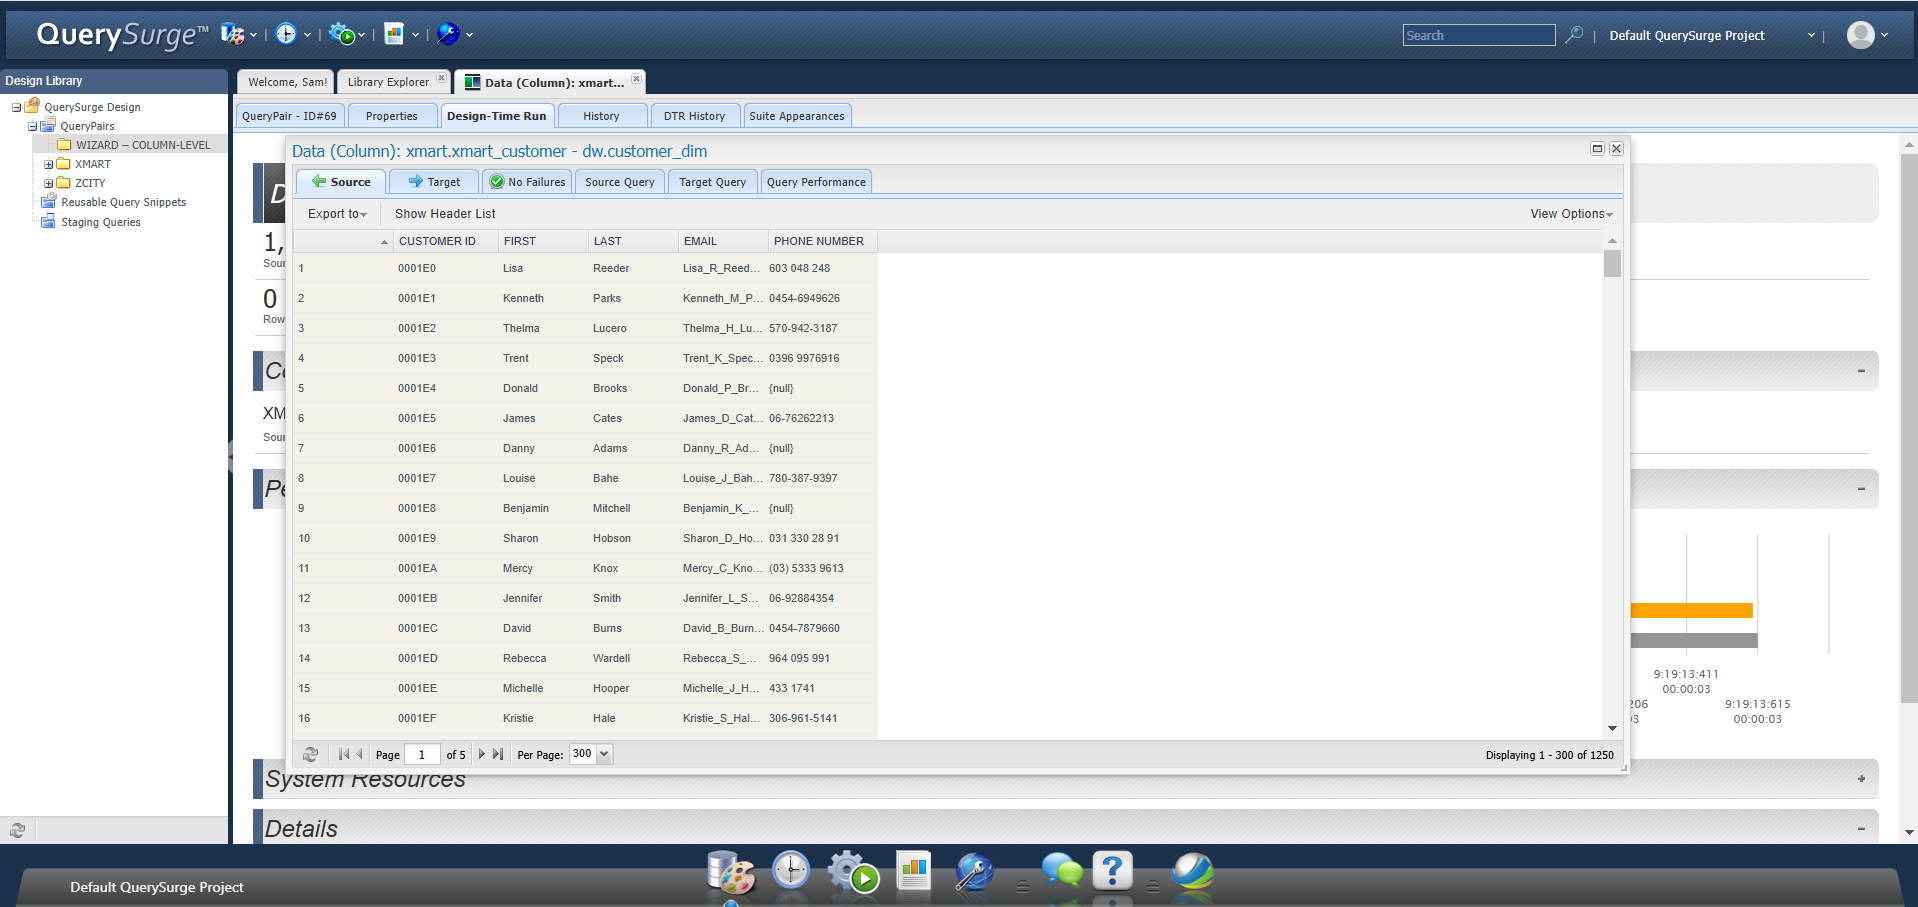 QuerySurge™
Search
Default QuerySurge Project
Design Library
Welcome, Sam!
Library Explorer
Data (Column): xmart...
QuerySurge Design
QueryPairs
WIZARD – COLUMN-LEVEL
XMART
ZCITY
Reusable Query Snippets
Staging Queries
QueryPair - ID#69
Properties
Design-Time Run
History
DTR History
Suite Appearances
Data (Column): xmart.xmart_customer - dw.customer_dim
Source
Target
No Failures
Source Query
Target Query
Query Performance
Export to
Show Header List
View Options
CUSTOMER ID FIRST LAST EMAIL PHONE NUMBER
1 0001E0 Lisa Reeder Lisa_R_Reed... 603 048 248
2 0001E1 Kenneth Parks Kenneth_M_P... 0454-6949626
3 0001E2 Thelma Lucero Thelma_H_Lu... 570-942-3187
4 0001E3 Trent Speck Trent_K_Spec... 0396 9976916
5 0001E4 Donald Brooks Donald_P_Br... {null}
6 0001E5 James Cates James_D_Cat... 06-76262213
7 0001E6 Danny Adams Danny_R_Ad... {null}
8 0001E7 Louise Bahe Louise_J_Bah... 780-387-9397
9 0001E8 Benjamin Mitchell Benjamin_K_... {null}
10 0001E9 Sharon Hobson Sharon_D_Ho... 031 330 28 91
11 0001EA Mercy Knox Mercy_C_Kno... (03) 5333 9613
12 0001EB Jennifer Smith Jennifer_L_S... 06-92884354
13 0001EC David Burns David_B_Burn... 0454-7879660
14 0001ED Rebecca Wardell Rebecca_S_... 964 095 991
15 0001EE Michelle Hooper Michelle_J_H... 433 1741
16 0001EF Kristie Hale Kristie_S_Hal... 306-961-5141
Page 1 of 5
Per Page: 300
Displaying 1 - 300 of 1250
1,
Sour
0
Row
Co
XM
Sour
Pe
9:19:13:411
00:00:03
206
9:19:13:615
00:00:03
System Resources
Details
Default QuerySurge Project